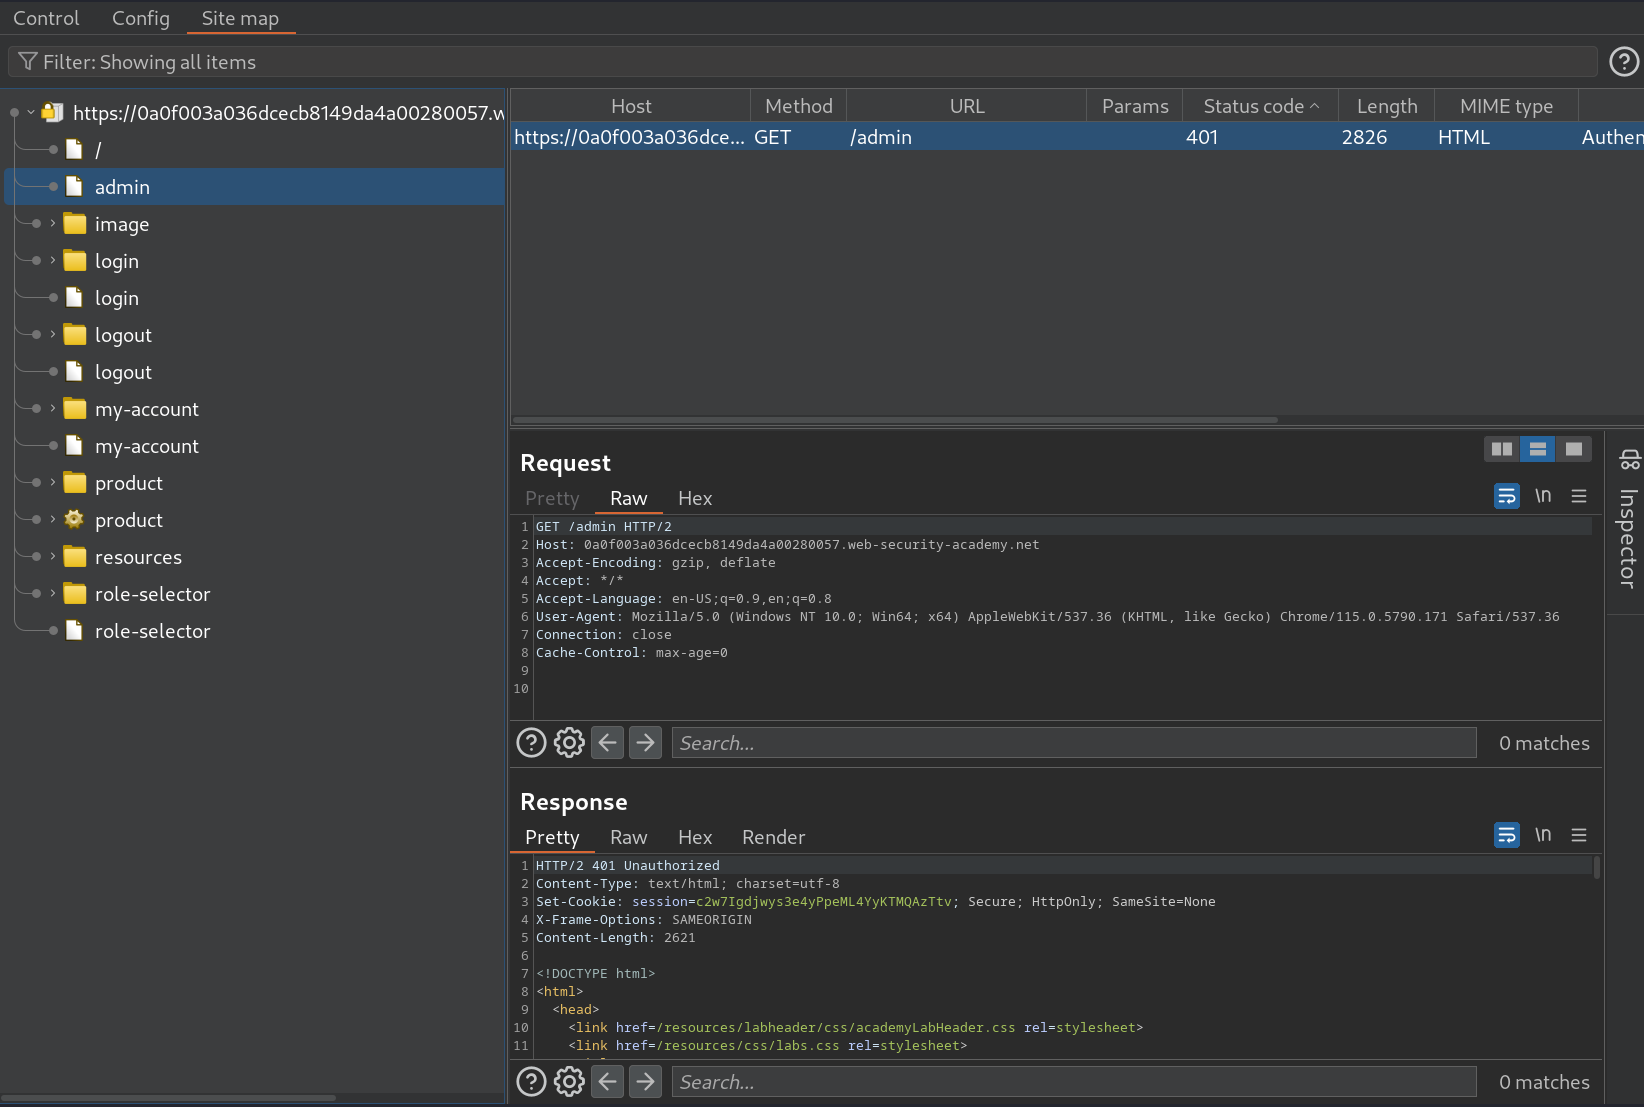 Control Config Site map
Filter: Showing all items
https://0a0f003a036dcecb8149da4a00280057.w
/
admin
image
login
login
logout
logout
my-account
my-account
product
product
resources
role-selector
role-selector
Host Method URL Params Status code Length MIME type
https://0a0f003a036dce... GET /admin 401 2826 HTML Authen
Request
Pretty Raw Hex
\n
1 GET /admin HTTP/2
2 Host: 0a0f003a036dcecb8149da4a00280057.web-security-academy.net
3 Accept-Encoding: gzip, deflate
4 Accept: */*
5 Accept-Language: en-US;q=0.9,en;q=0.8
6 User-Agent: Mozilla/5.0 (Windows NT 10.0; Win64; x64) AppleWebKit/537.36 (KHTML, like Gecko) Chrome/115.0.5790.171 Safari/537.36
7 Connection: close
8 Cache-Control: max-age=0
9
10
Search... 0 matches
Inspector
Response
Pretty Raw Hex Render
\n
1 HTTP/2 401 Unauthorized
2 Content-Type: text/html; charset=utf-8
3 Set-Cookie: session=c2w7Igdjwys3e4yPpeML4YyKTMQAzTtv; Secure; HttpOnly; SameSite=None
4 X-Frame-Options: SAMEORIGIN
5 Content-Length: 2621
6
7 <!DOCTYPE html>
8 <html>
9 <head>
10 <link href=/resources/labheader/css/academyLabHeader.css rel=stylesheet>
11 <link href=/resources/css/labs.css rel=stylesheet>
Search... 0 matches